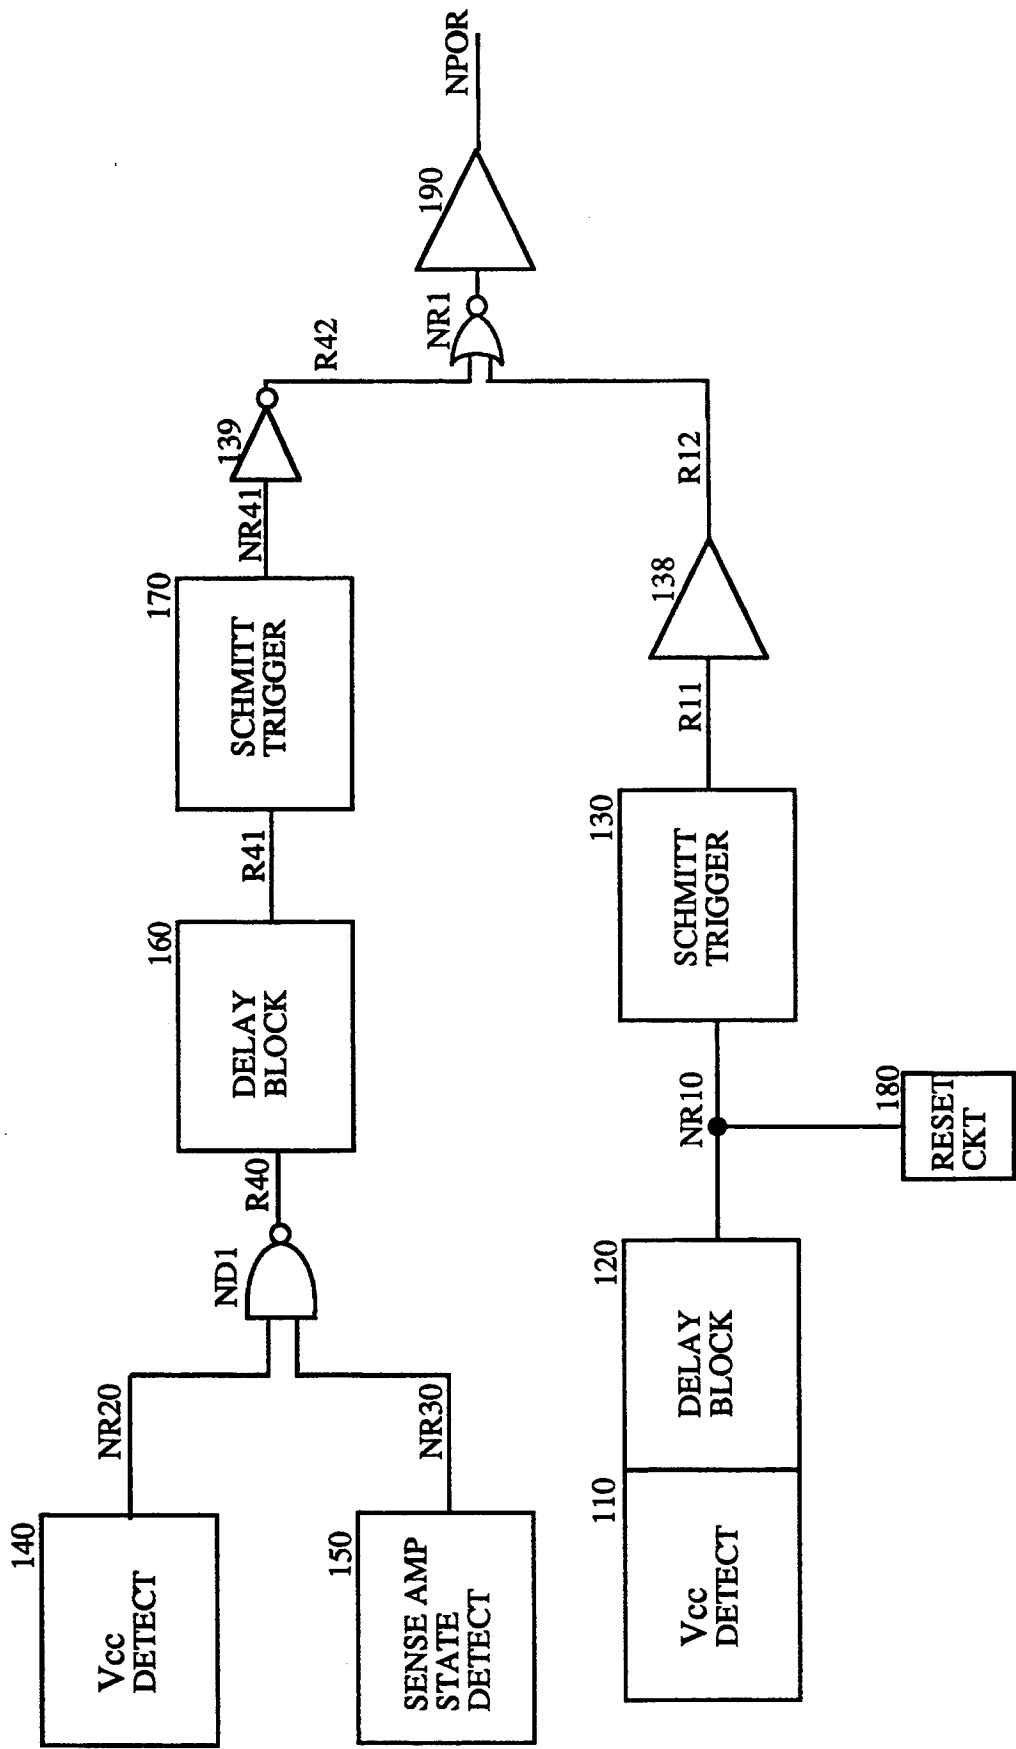 140
Vcc
DETECT
NR20
150
SENSE AMP
STATE
DETECT
NR30
ND1
R40
160
DELAY
BLOCK
R41
170
SCHMITT
TRIGGER
NR41
139
R42
NR1
190
NPOR
110
Vcc
DETECT
120
DELAY
BLOCK
NR10
180
RESET
CKT
130
SCHMITT
TRIGGER
R11
138
R12